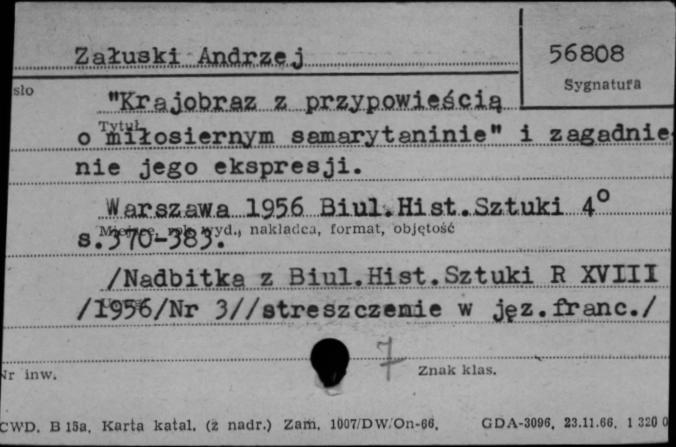 Załuski Andrzej
56808
Sygnatura
sło
"Krajobraz z przypowieścią
Tytuł
o miłosiernym samarytaninie" i zagadnie
nie jego ekspresji.
Warszawa 1956 Biul.Hist.Sztuki 4°
Miejsce, rok wyd., nakładca, format, objętość
s.370-383.
/Nadbitka z Biul.Hist.Sztuki R XVIII
/1956/Nr 3//streszczenie w jęz.franc./
7
Nr inw.
Znak klas.
CWD, B 15a, Karta katal. (z nadr.) Zam. 1007/DW/On-66, GDA-3096, 23.11.66, 1 320 0